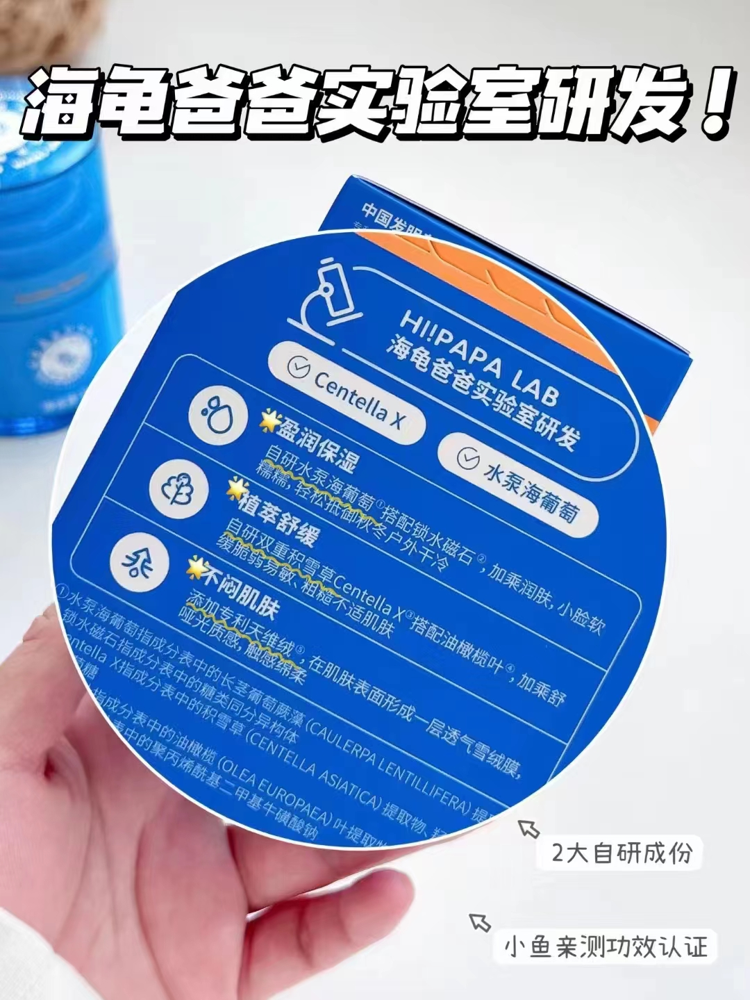 海龟爸爸实验室研发！
中国发明
HI!PAPA LAB
海龟爸爸实验室研发
Centella X
水泵海葡萄
盈润保湿
自研水泵海葡萄①搭配锁水磁石②，加乘润肤，小脸软
糯糯，轻松抵御秋冬户外干冷
植萃舒缓
自研双重积雪草Centella X③搭配油橄榄叶④，加乘舒
缓脆弱易敏、粗糙不适肌肤
不闷肌肤
添加专利天维绒⑤，在肌肤表面形成一层透气雪绒膜，
哑光质感，触感绵柔
①水泵海葡萄指成分表中的长茎葡萄蕨藻（CAULERPA LENTILLIFERA）提
锁水磁石指成分表中的糖类同分异构体
entella X指成分表中的积雪草（CENTELLA ASIATICA）提取物、
糖
指成分表中的油橄榄（OLEA EUROPAEA）叶提取物
表中的聚丙烯酰基二甲基牛磺酸钠
2大自研成份
小鱼亲测功效认证